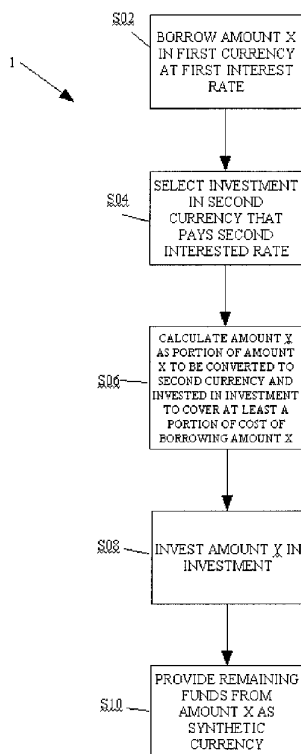 S02
BORROW AMOUNT X
IN FIRST CURRENCY
AT FIRST INTEREST
RATE
1
S04
SELECT INVESTMENT
IN SECOND
CURRENCY THAT
PAYS SECOND
INTERESTED RATE
S06
CALCULATE AMOUNT Y
AS PORTION OF AMOUNT
X TO BE CONVERTED TO
SECOND CURRENCY AND
INVESTED IN INVESTMENT
TO COVER AT LEAST A
PORTION OF COST OF
BORROWING AMOUNT X
S08
INVEST AMOUNT Y IN
INVESTMENT
S10
PROVIDE REMAINING
FUNDS FROM
AMOUNT X AS
SYNTHETIC
CURRENCY